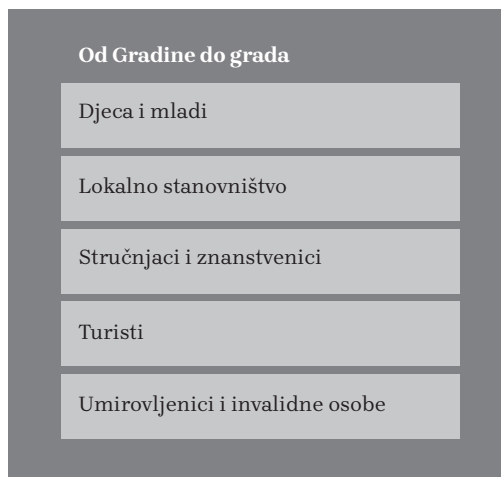 Od Gradine do grada
Djeca i mladi
Lokalno stanovništvo
Stručnjaci i znanstvenici
Turisti
Umirovljenici i invalidne osobe